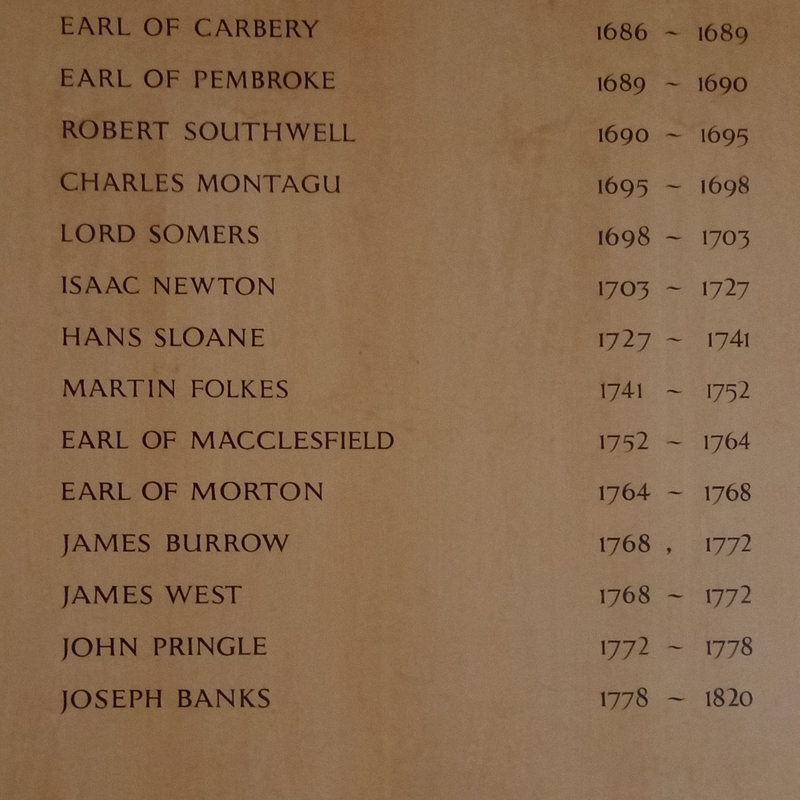 EARL OF CARBERY 1686 ~ 1689
EARL OF PEMBROKE 1689 ~ 1690
ROBERT SOUTHWELL 1690 ~ 1695
CHARLES MONTAGU 1695 ~ 1698
LORD SOMERS 1698 ~ 1703
ISAAC NEWTON 1703 ~ 1727
HANS SLOANE 1727 ~ 1741
MARTIN FOLKES 1741 ~ 1752
EARL OF MACCLESFIELD 1752 ~ 1764
EARL OF MORTON 1764 ~ 1768
JAMES BURROW 1768 , 1772
JAMES WEST 1768 ~ 1772
JOHN PRINGLE 1772 ~ 1778
JOSEPH BANKS 1778 ~ 1820